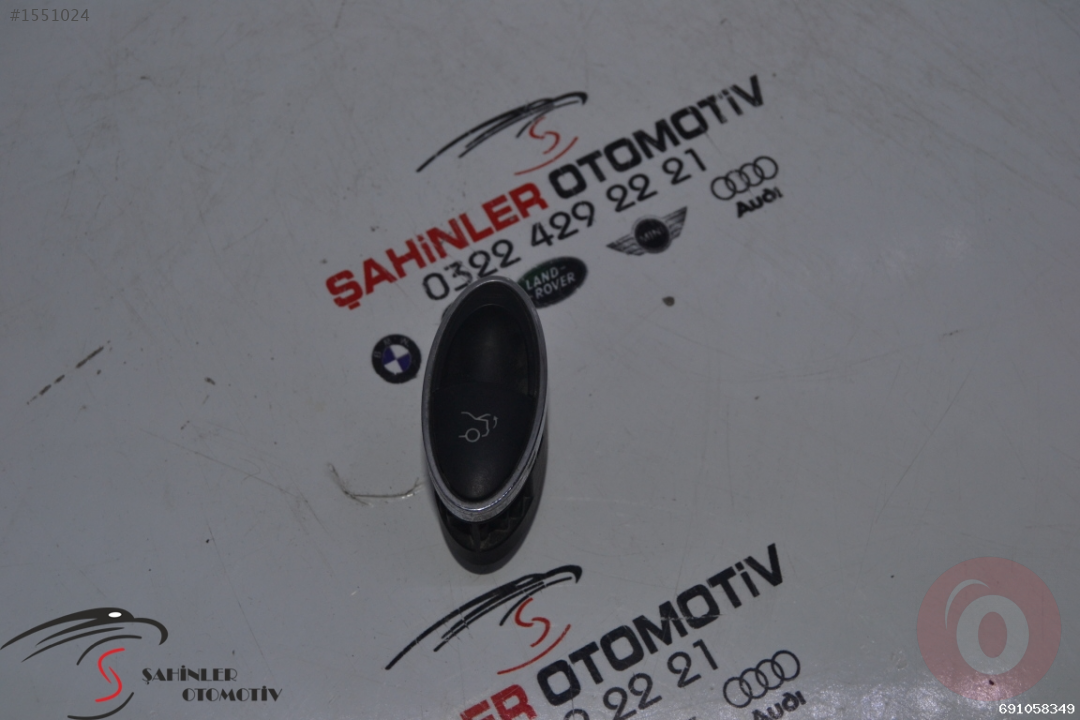 #1551024
ŞAHİNLER OTOMOTİV
0322 429 22 21
Audi
MINI
LAND-
ROVER
BMW
ŞAHİNLER
OTOMOTİV
OTOMOTİV
22 21
Audi
691058349